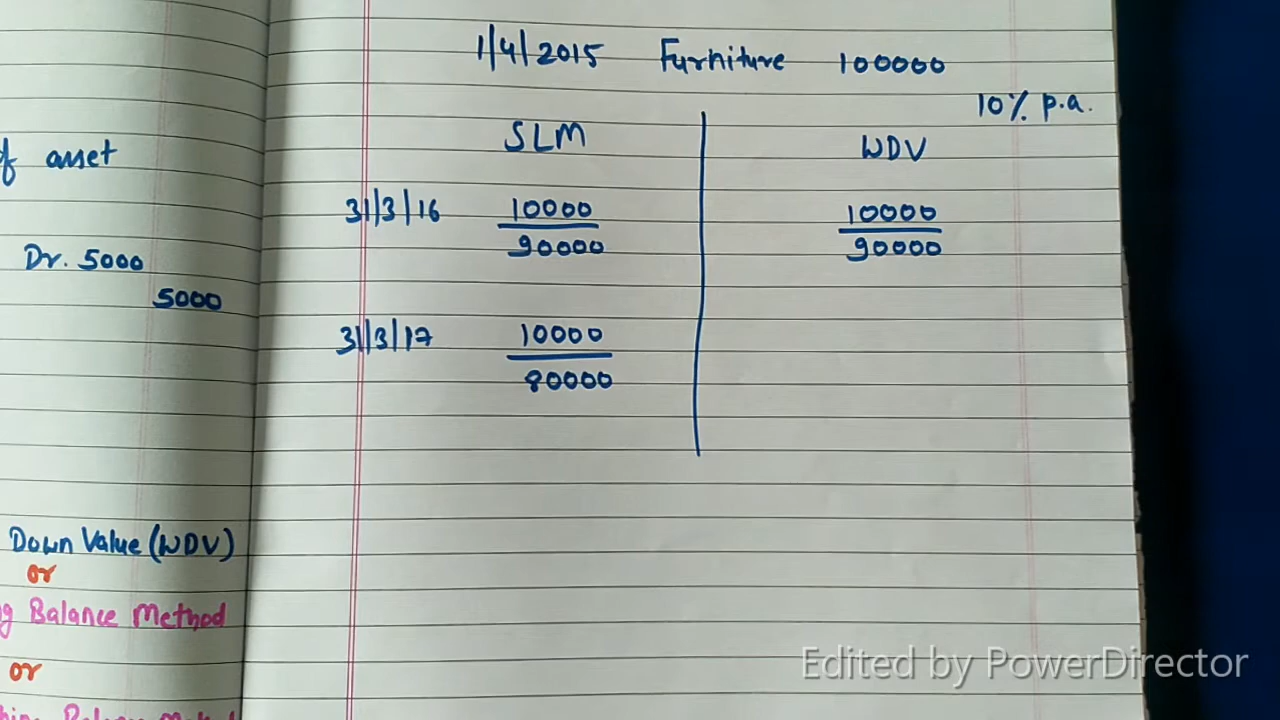 of asset
Dr. 5000
5000
Down Value (WDV)
or
Balance Method
or
1/4/2015 Furniture 100000
10% p.a.
SLM WDV
31/3/16 10000 10000
90000 90000
31/3/17 10000
80000
Edited by PowerDirector